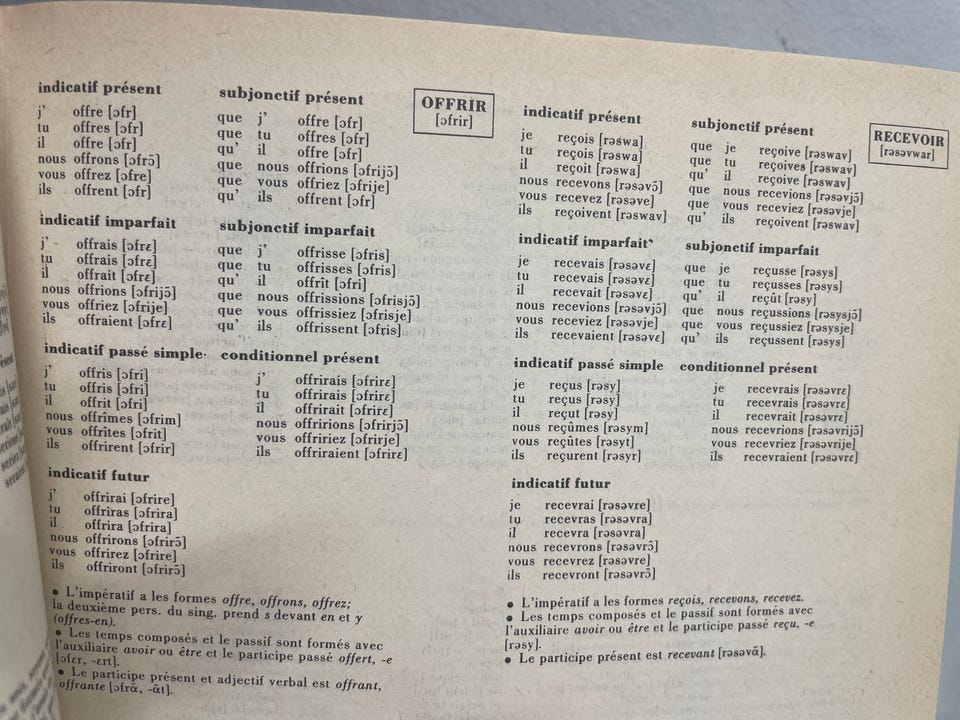 indicatif présent
j' offre [ɔfr]
tu offres [ɔfr]
il offre [ɔfr]
nous offrons [ɔfrɔ̃]
vous offrez [ɔfre]
ils offrent [ɔfr]
indicatif imparfait
j' offrais [ɔfrɛ]
tu offrais [ɔfrɛ]
il offrait [ɔfrɛ]
nous offrions [ɔfrijɔ̃]
vous offriez [ɔfrije]
ils offraient [ɔfrɛ]
indicatif passé simple
j' offris [ɔfri]
tu offris [ɔfri]
il offrit [ɔfri]
nous offrîmes [ɔfrim]
vous offrîtes [ɔfrit]
ils offrirent [ɔfrir]
indicatif futur
j' offrirai [ɔfrire]
tu offriras [ɔfrira]
il offrira [ɔfrira]
nous offrirons [ɔfrirɔ̃]
vous offrirez [ɔfrire]
ils offriront [ɔfrirɔ̃]
subjonctif présent
que j' offre [ɔfr]
que tu offres [ɔfr]
qu' il offre [ɔfr]
que nous offrions [ɔfrijɔ̃]
que vous offriez [ɔfrije]
qu' ils offrent [ɔfr]
subjonctif imparfait
que j' offrisse [ɔfris]
que tu offrisses [ɔfris]
qu' il offrît [ɔfri]
que nous offrissions [ɔfrisjɔ̃]
que vous offrissiez [ɔfrisje]
qu' ils offrissent [ɔfris]
conditionnel présent
j' offrirais [ɔfrirɛ]
tu offrirais [ɔfrirɛ]
il offrirait [ɔfrirɛ]
nous offririons [ɔfrirjɔ̃]
vous offririez [ɔfrirje]
ils offriraient [ɔfrirɛ]
OFFRIR
[ɔfrir]
● L'impératif a les formes offre, offrons, offrez;
la deuxième pers. du sing. prend s devant en et y
(offres-en).
● Les temps composés et le passif sont formés avec
l'auxiliaire avoir ou être et le participe passé offert, -e
[ɔfɛr, -ɛrt].
● Le participe présent et adjectif verbal est offrant,
offrante [ɔfrɑ̃, -ɑ̃t].
indicatif présent
je reçois [rəswa]
tu reçois [rəswa]
il reçoit [rəswa]
nous recevons [rəsəvɔ̃]
vous recevez [rəsəve]
ils reçoivent [rəswav]
indicatif imparfait
je recevais [rəsəvɛ]
tu recevais [rəsəvɛ]
il recevait [rəsəvɛ]
nous recevions [rəsəvjɔ̃]
vous receviez [rəsəvje]
ils recevaient [rəsəvɛ]
indicatif passé simple
je reçus [rəsy]
tu reçus [rəsy]
il reçut [rəsy]
nous reçûmes [rəsym]
vous reçûtes [rəsyt]
ils reçurent [rəsyr]
indicatif futur
je recevrai [rəsəvre]
tu recevras [rəsəvra]
il recevra [rəsəvra]
nous recevrons [rəsəvrɔ̃]
vous recevrez [rəsəvre]
ils recevront [rəsəvrɔ̃]
subjonctif présent
que je reçoive [rəswav]
que tu reçoives [rəswav]
qu' il reçoive [rəswav]
que nous recevions [rəsəvjɔ̃]
que vous receviez [rəsəvje]
qu' ils reçoivent [rəswav]
subjonctif imparfait
que je reçusse [rəsys]
que tu reçusses [rəsys]
qu' il reçût [rəsy]
que nous reçussions [rəsysjɔ̃]
que vous reçussiez [rəsysje]
qu' ils reçussent [rəsys]
conditionnel présent
je recevrais [rəsəvrɛ]
tu recevrais [rəsəvrɛ]
il recevrait [rəsəvrɛ]
nous recevrions [rəsəvrijɔ̃]
vous recevriez [rəsəvrije]
ils recevraient [rəsəvrɛ]
RECEVOIR
[rəsəvwar]
● L'impératif a les formes reçois, recevons, recevez.
● Les temps composés et le passif sont formés avec
l'auxiliaire avoir ou être et le participe passé reçu, -e
[rəsy].
● Le participe présent est recevant [rəsəvɑ̃].